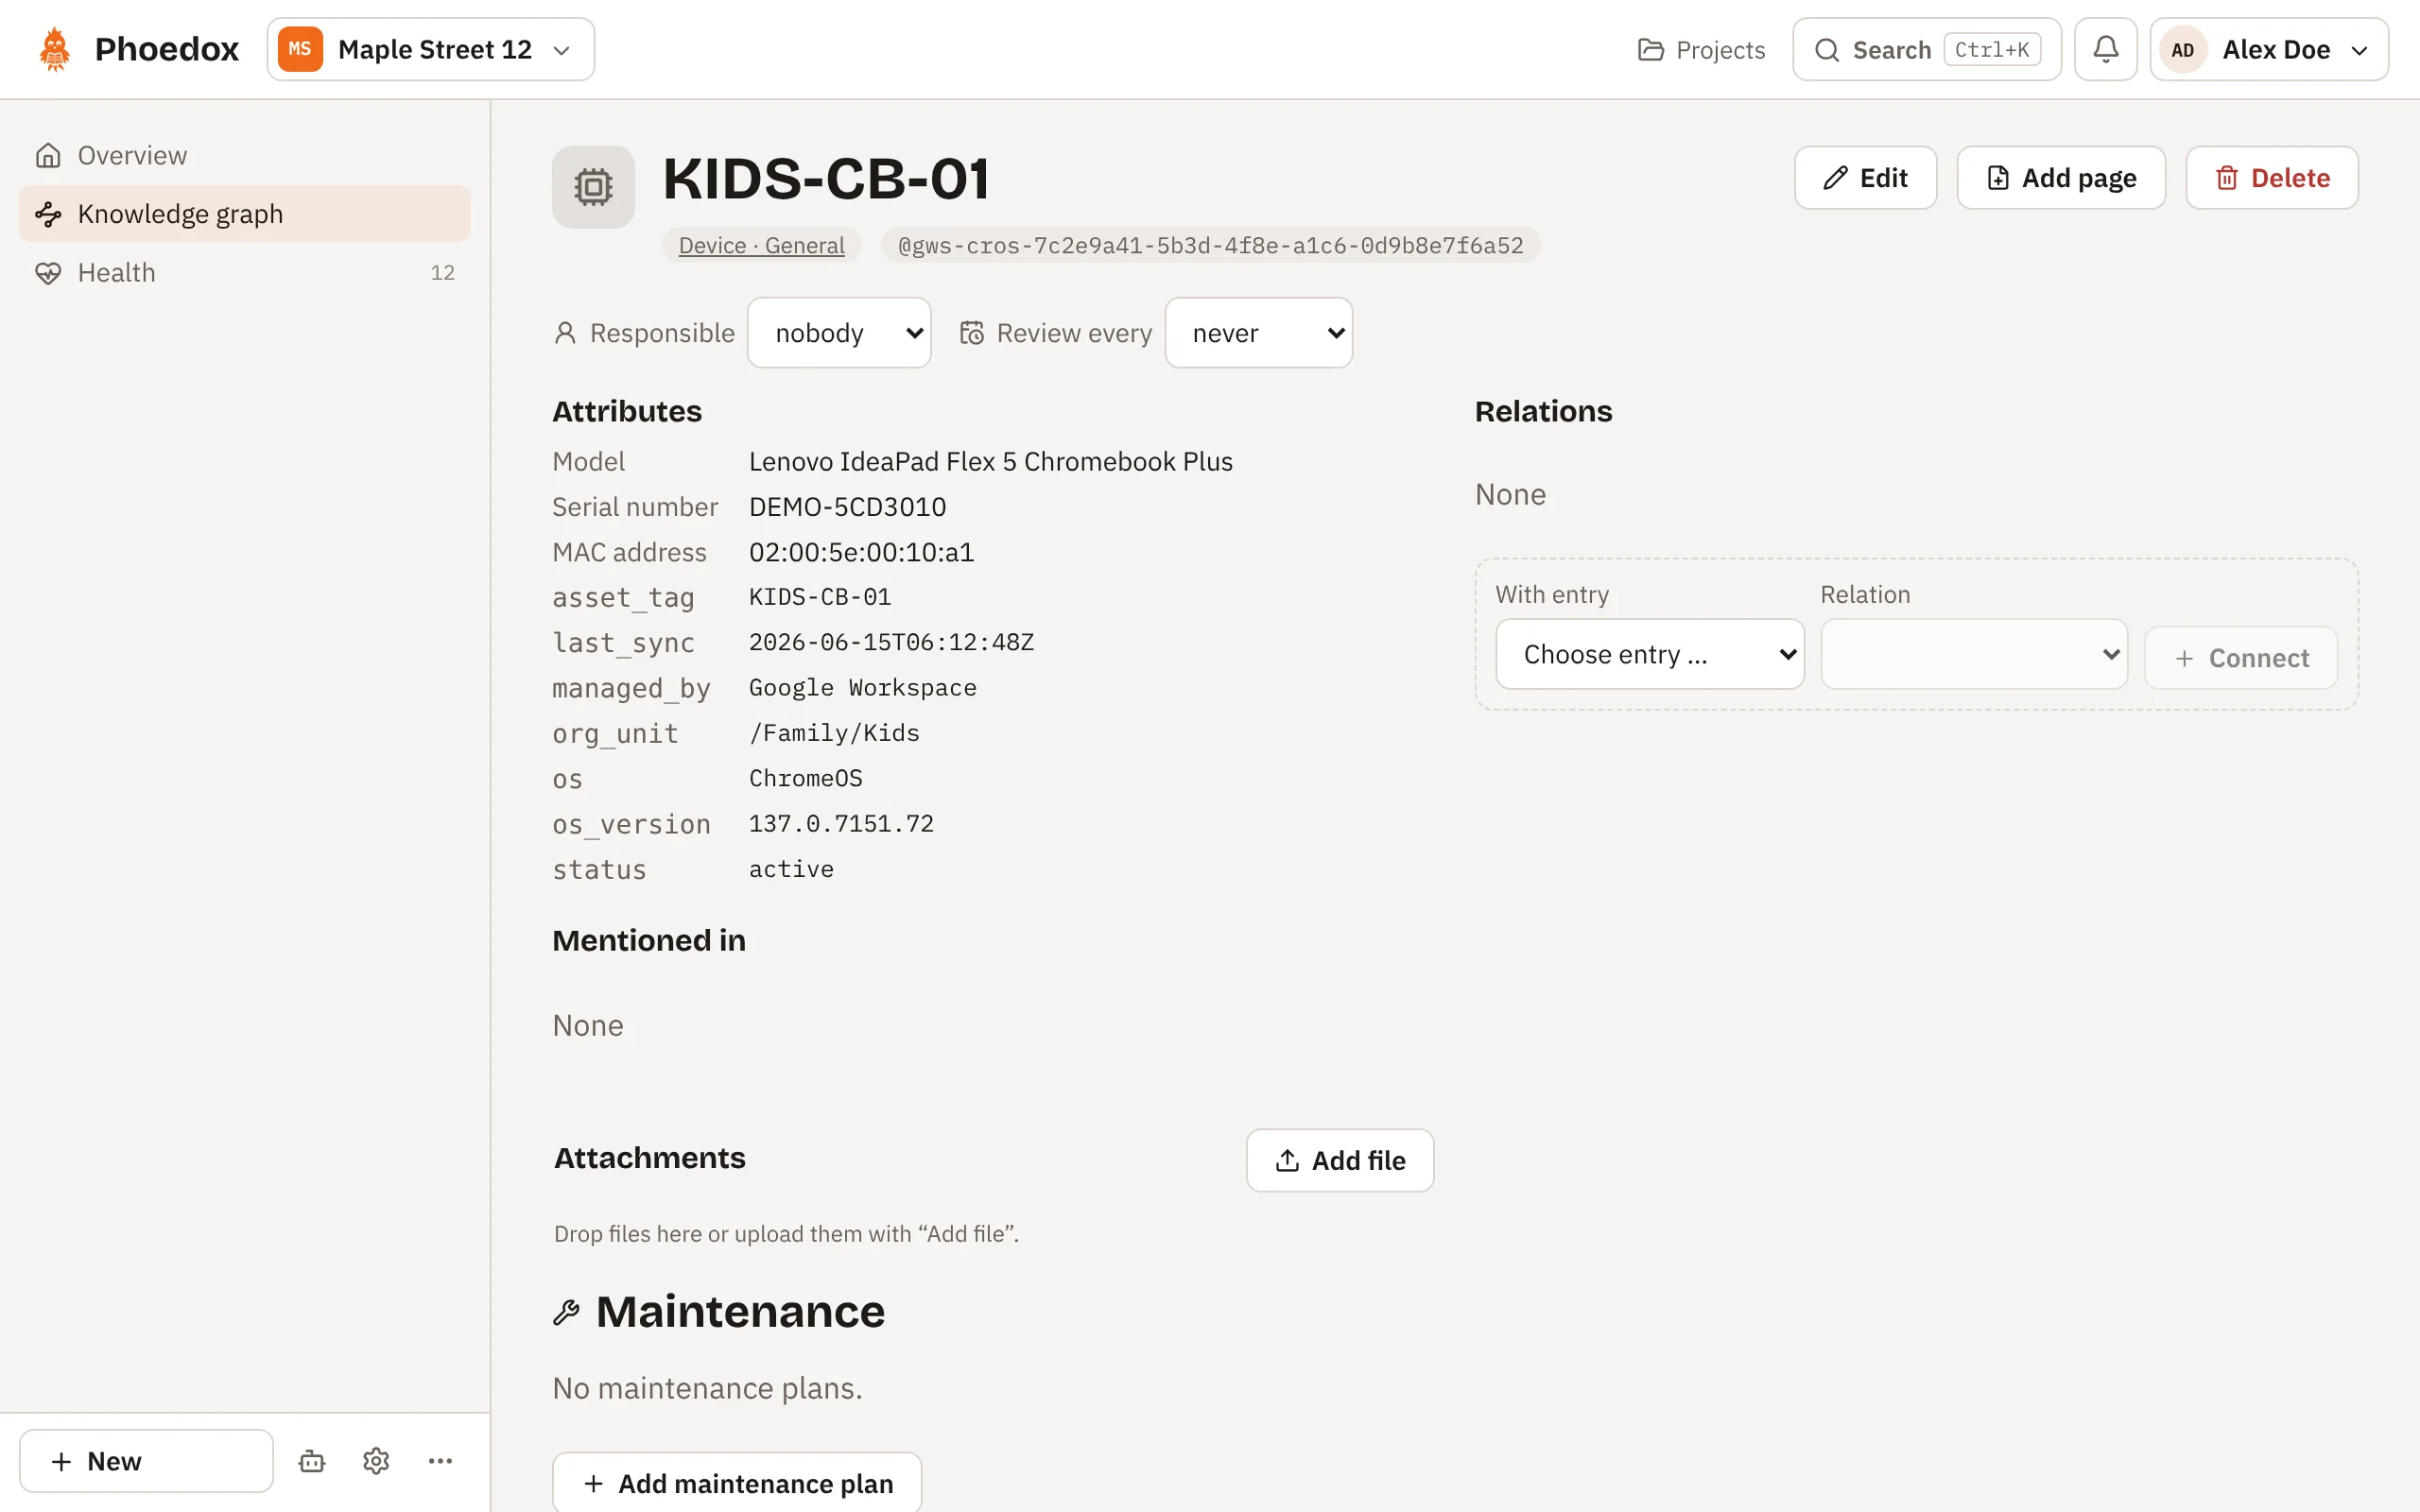 Phoedox
MS Maple Street 12
Projects
Search Ctrl+K
AD Alex Doe
Overview
Knowledge graph
Health 12
KIDS-CB-01
Edit
Add page
Delete
Device · General
@gws-cros-7c2e9a41-5b3d-4f8e-a1c6-0d9b8e7f6a52
Responsible nobody
Review every never
Attributes
Model Lenovo IdeaPad Flex 5 Chromebook Plus
Serial number DEMO-5CD3010
MAC address 02:00:5e:00:10:a1
asset_tag KIDS-CB-01
last_sync 2026-06-15T06:12:48Z
managed_by Google Workspace
org_unit /Family/Kids
os ChromeOS
os_version 137.0.7151.72
status active
Relations
None
With entry Relation
Choose entry ...
+ Connect
Mentioned in
None
Attachments
Add file
Drop files here or upload them with “Add file”.
Maintenance
No maintenance plans.
+ Add maintenance plan
+ New